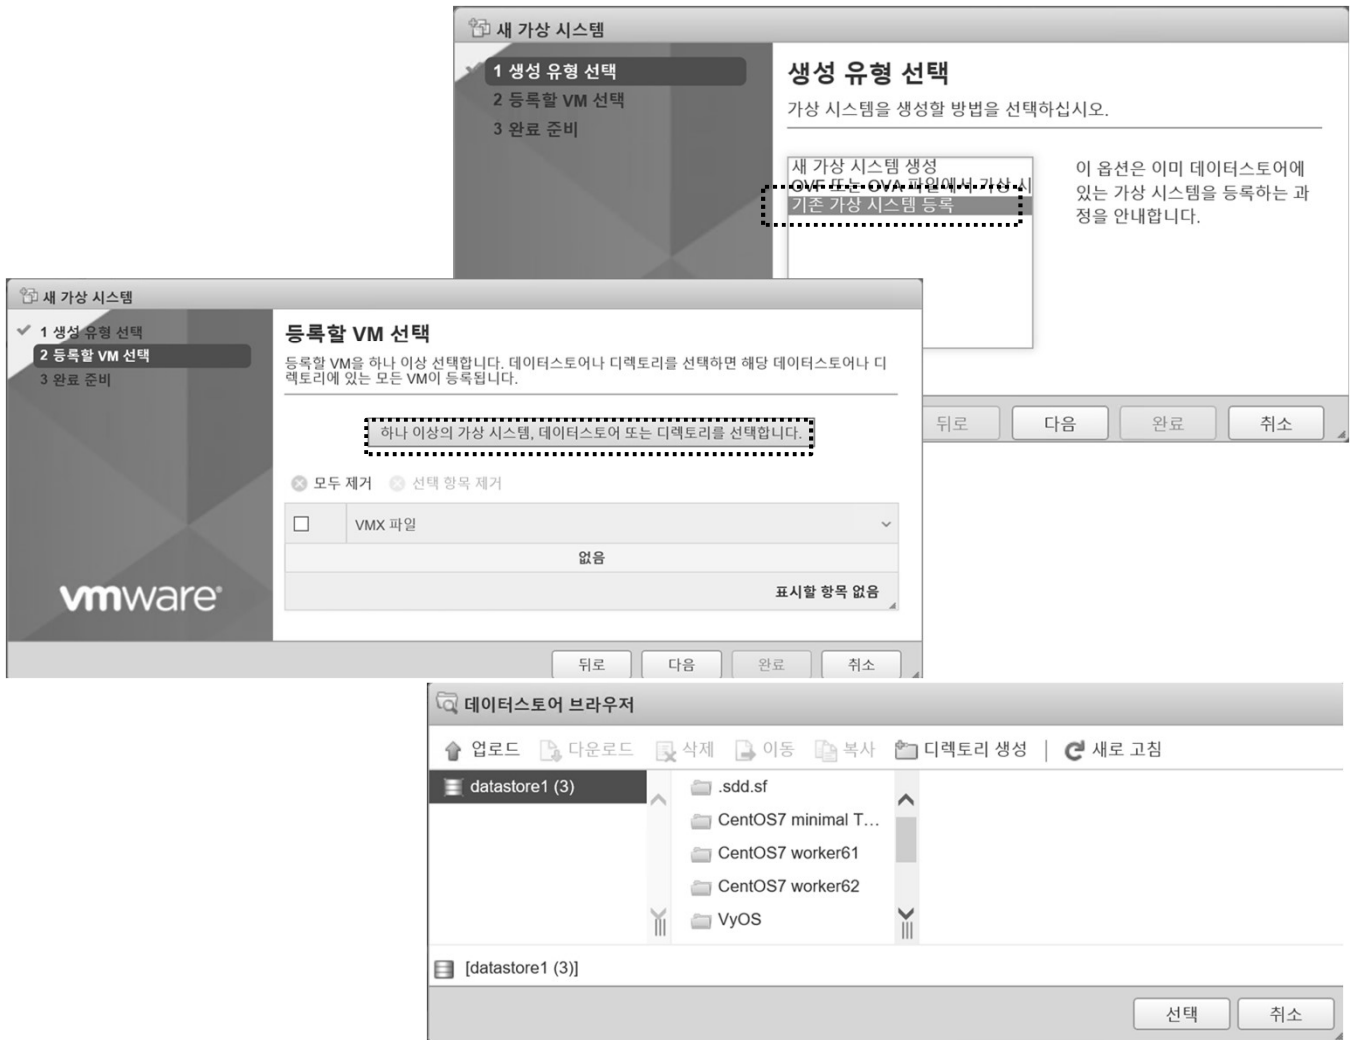 새 가상 시스템
1 생성 유형 선택
2 등록할 VM 선택
3 완료 준비
생성 유형 선택
가상 시스템을 생성할 방법을 선택하십시오.
새 가상 시스템 생성
OVF 또는 OVA 파일에서 가상 시
기존 가상 시스템 등록
이 옵션은 이미 데이터스토어에
있는 가상 시스템을 등록하는 과
정을 안내합니다.
뒤로
다음
완료
취소
새 가상 시스템
1 생성 유형 선택
2 등록할 VM 선택
3 완료 준비
vmware
등록할 VM 선택
등록할 VM을 하나 이상 선택합니다. 데이터스토어나 디렉토리를 선택하면 해당 데이터스토어나 디
렉토리에 있는 모든 VM이 등록됩니다.
하나 이상의 가상 시스템, 데이터스토어 또는 디렉토리를 선택합니다.
모두 제거 선택 항목 제거
VMX 파일
없음
표시할 항목 없음
뒤로
다음
완료
취소
데이터스토어 브라우저
업로드 다운로드 삭제 이동 복사 디렉토리 생성 | 새로 고침
datastore1 (3)
.sdd.sf
CentOS7 minimal T...
CentOS7 worker61
CentOS7 worker62
VyOS
[datastore1 (3)]
선택
취소